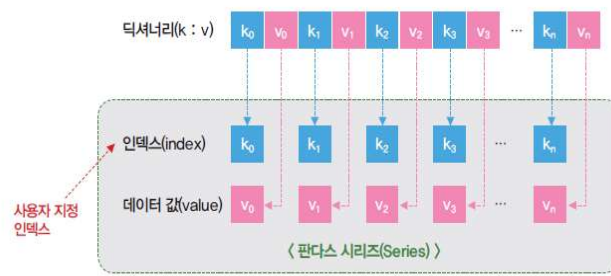 딕셔너리(k : v) k₀ v₀ k₁ v₁ k₂ v₂ k₃ v₃ ··· kₙ vₙ
인덱스(index) k₀ k₁ k₂ k₃ ··· kₙ
사용자 지정
인덱스
데이터 값(value) v₀ v₁ v₂ v₃ ··· vₙ
〈 판다스 시리즈(Series) 〉